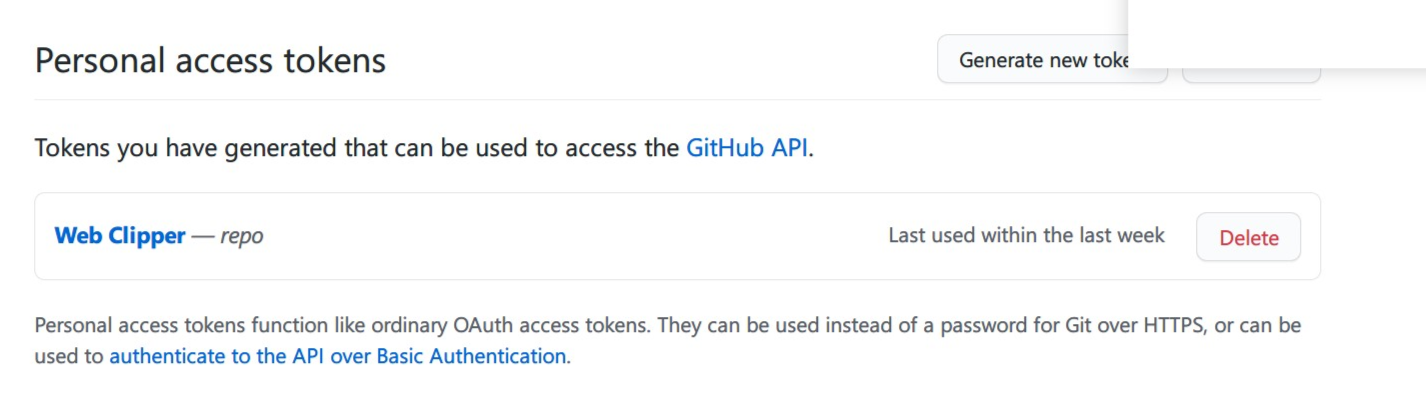 Personal access tokens
Generate new
Tokens you have generated that can be used to access the GitHub API.
Web Clipper — repo
Last used within the last week
Delete
Personal access tokens function like ordinary OAuth access tokens. They can be used instead of a password for Git over HTTPS, or can be
used to authenticate to the API over Basic Authentication.